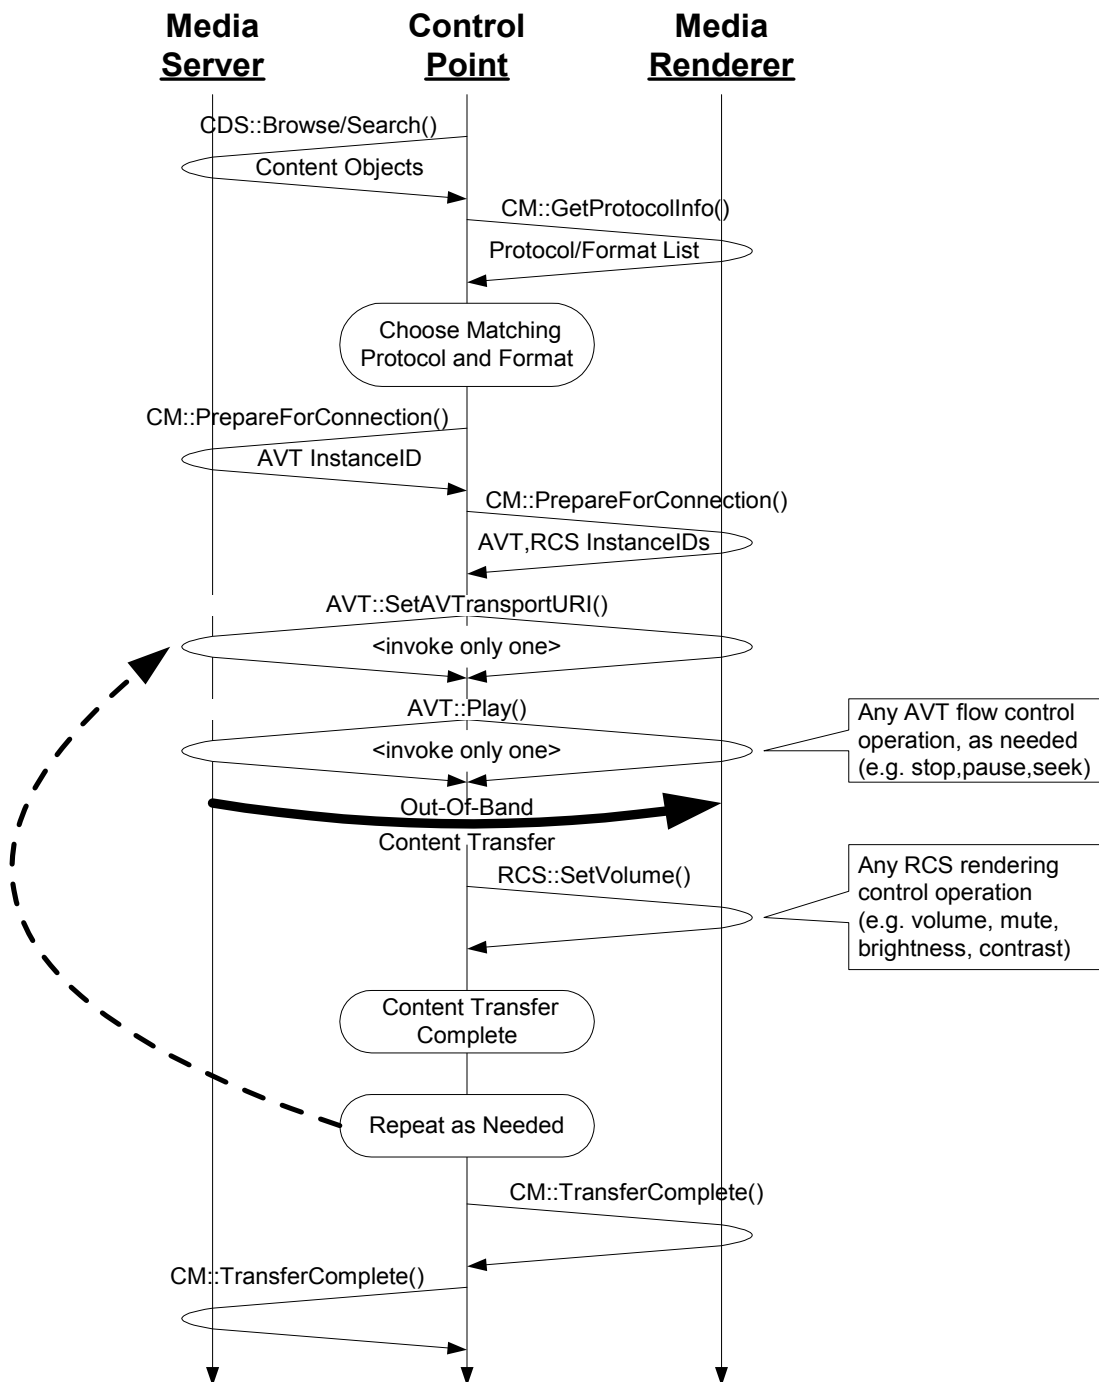 Media
Server
Control
Point
Media
Renderer
CDS::Browse/Search()
Content Objects
CM::GetProtocolInfo()
Protocol/Format List
Choose Matching
Protocol and Format
CM::PrepareForConnection()
AVT InstanceID
CM::PrepareForConnection()
AVT,RCS InstanceIDs
AVT::SetAVTransportURI()
<invoke only one>
AVT::Play()
<invoke only one>
Any AVT flow control
operation, as needed
(e.g. stop,pause,seek)
Out-Of-Band
Content Transfer
RCS::SetVolume()
Any RCS rendering
control operation
(e.g. volume, mute,
brightness, contrast)
Content Transfer
Complete
Repeat as Needed
CM::TransferComplete()
CM::TransferComplete()